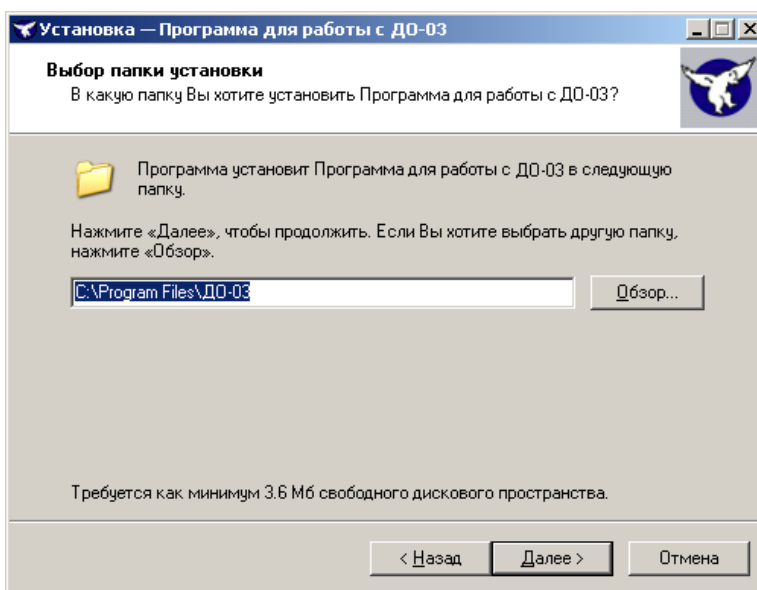 Установка — Программа для работы с ДО-03
Выбор папки установки
В какую папку Вы хотите установить Программа для работы с ДО-03?
Программа установит Программа для работы с ДО-03 в следующую
папку.
Нажмите «Далее», чтобы продолжить. Если Вы хотите выбрать другую папку,
нажмите «Обзор».
C:\Program Files\ДО-03
Обзор...
Требуется как минимум 3.6 Мб свободного дискового пространства.
< Назад
Далее >
Отмена